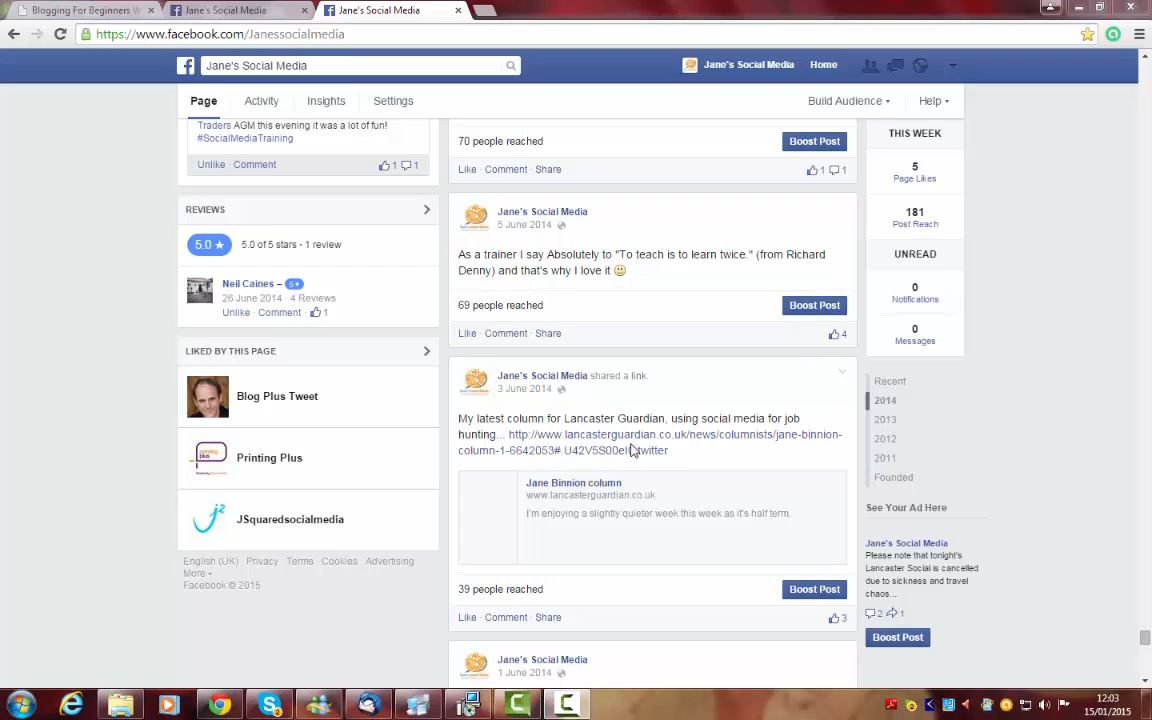 Blogging For Beginners W
Jane's Social Media
Jane's Social Media
https://www.facebook.com/Janessocialmedia
Jane's Social Media
Jane's Social Media
Home
Page
Activity
Insights
Settings
Build Audience
Help
Traders AGM this evening it was a lot of fun!
#SocialMediaTraining
Unlike · Comment
1
1
REVIEWS
5.0 ★
5.0 of 5 stars · 1 review
Neil Caines – 5★
26 June 2014 · 4 Reviews
Unlike · Comment · 1
LIKED BY THIS PAGE
Blog Plus Tweet
printing
plus
Printing Plus
JSquaredsocialmedia
English (UK) · Privacy · Terms · Cookies · Advertising ·
More
Facebook © 2015
70 people reached
Boost Post
Like · Comment · Share
1
1
Jane's Social Media
5 June 2014
As a trainer I say Absolutely to "To teach is to learn twice." (from Richard
Denny) and that's why I love it
69 people reached
Boost Post
Like · Comment · Share
4
Jane's Social Media shared a link.
3 June 2014
My latest column for Lancaster Guardian, using social media for job
hunting... http://www.lancasterguardian.co.uk/news/columnists/jane-binnion-
column-1-6642053# twitter
Jane Binnion column
www.lancasterguardian.co.uk
I'm enjoying a slightly quieter week this week as it's half term.
39 people reached
Boost Post
Like · Comment · Share
3
Jane's Social Media
1 June 2014
THIS WEEK
5
Page Likes
181
Post Reach
UNREAD
0
Notifications
0
Messages
Recent
2014
2013
2012
2011
Founded
See Your Ad Here
Jane's Social Media
Please note that tonight's
Lancaster Social is cancelled
due to sickness and travel
chaos....
2
1
Boost Post
12:03
15/01/2015